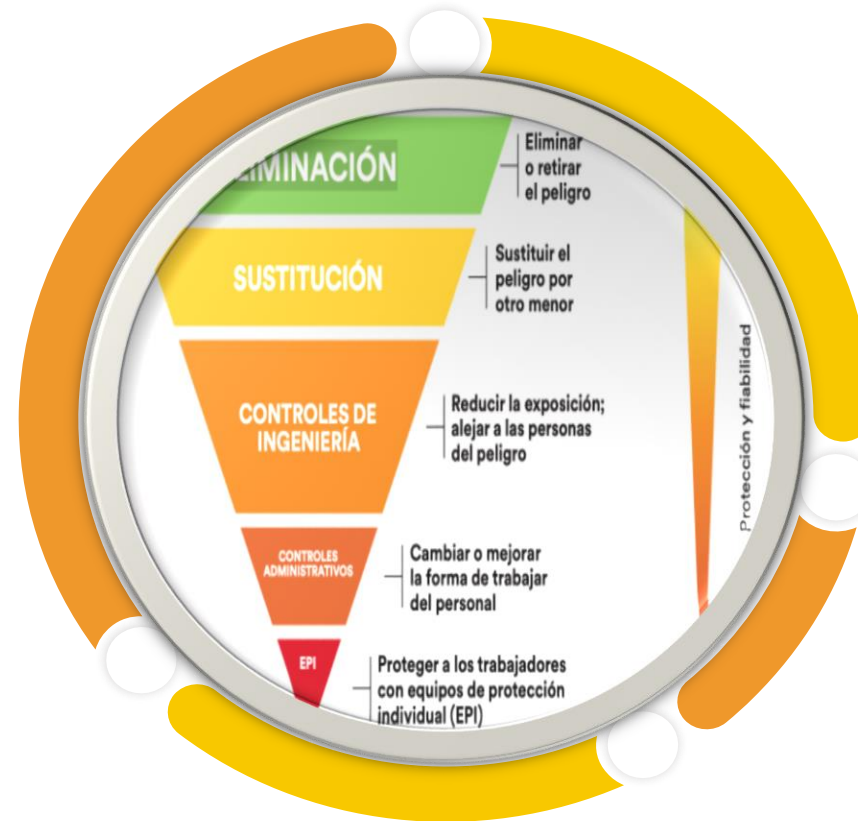 ELIMINACIÓN
Eliminar
o retirar
el peligro
SUSTITUCIÓN
Sustituir el
peligro por
otro menor
CONTROLES DE
INGENIERÍA
Reducir la exposición;
alejar a las personas
del peligro
CONTROLES
ADMINISTRATIVOS
Cambiar o mejorar
la forma de trabajar
del personal
EPI
Proteger a los trabajadores
con equipos de protección
individual (EPI)
Protección y fiabilidad